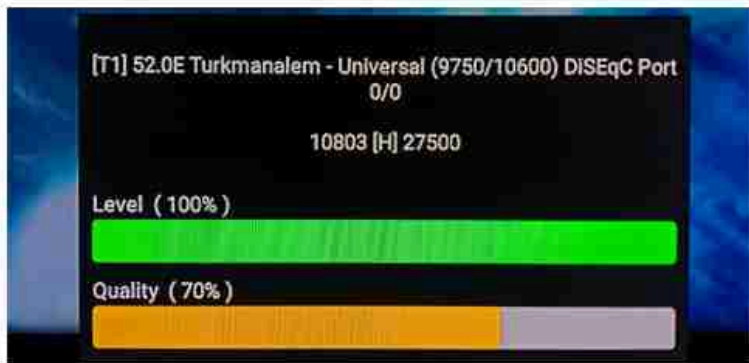 [T1] 52.0E Turkmanalem - Universal (9750/10600) DiSEqC Port
0/0
10803 [H] 27500
Level ( 100% )
Quality ( 70% )